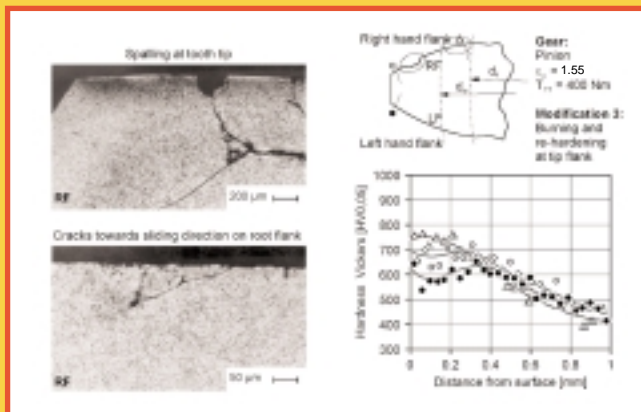 Spalling at tooth tip
RF
200 µm
Cracks towards sliding direction on root flank
RF
50 µm
Right hand flank
RF
Left hand flank
Gear:
Pinion
= 1.55
= 400 Nm
Modification 3:
Burning and
re-hardening
at tip flank
Hardness Vickers [HV0.05]
1000
900
800
700
600
500
400
300
0 0.2 0.4 0.6 0.8 1
Distance from surface [mm]